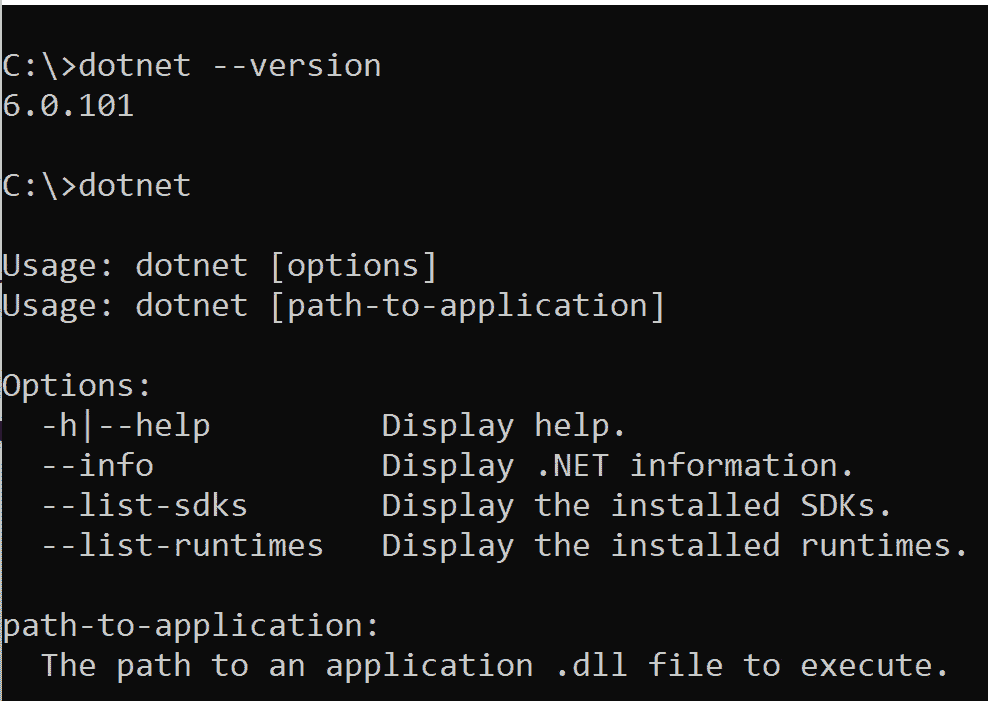 C:\>dotnet --version
6.0.101
C:\>dotnet
Usage: dotnet [options]
Usage: dotnet [path-to-application]
Options:
-h|--help Display help.
--info Display .NET information.
--list-sdks Display the installed SDKs.
--list-runtimes Display the installed runtimes.
path-to-application:
The path to an application .dll file to execute.